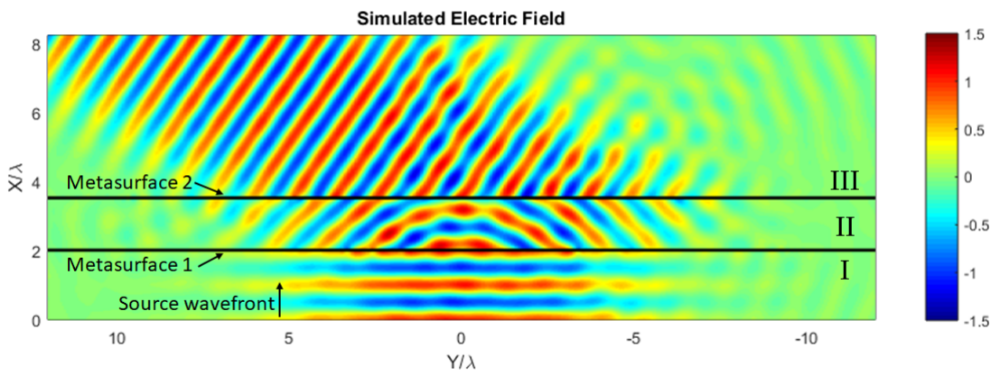 Simulated Electric Field
8
6
4
2
0
X/λ
Metasurface 2
III
II
Metasurface 1
I
Source wavefront
10 5 0 -5 -10
Y/λ
1.5
1
0.5
0
-0.5
-1
-1.5